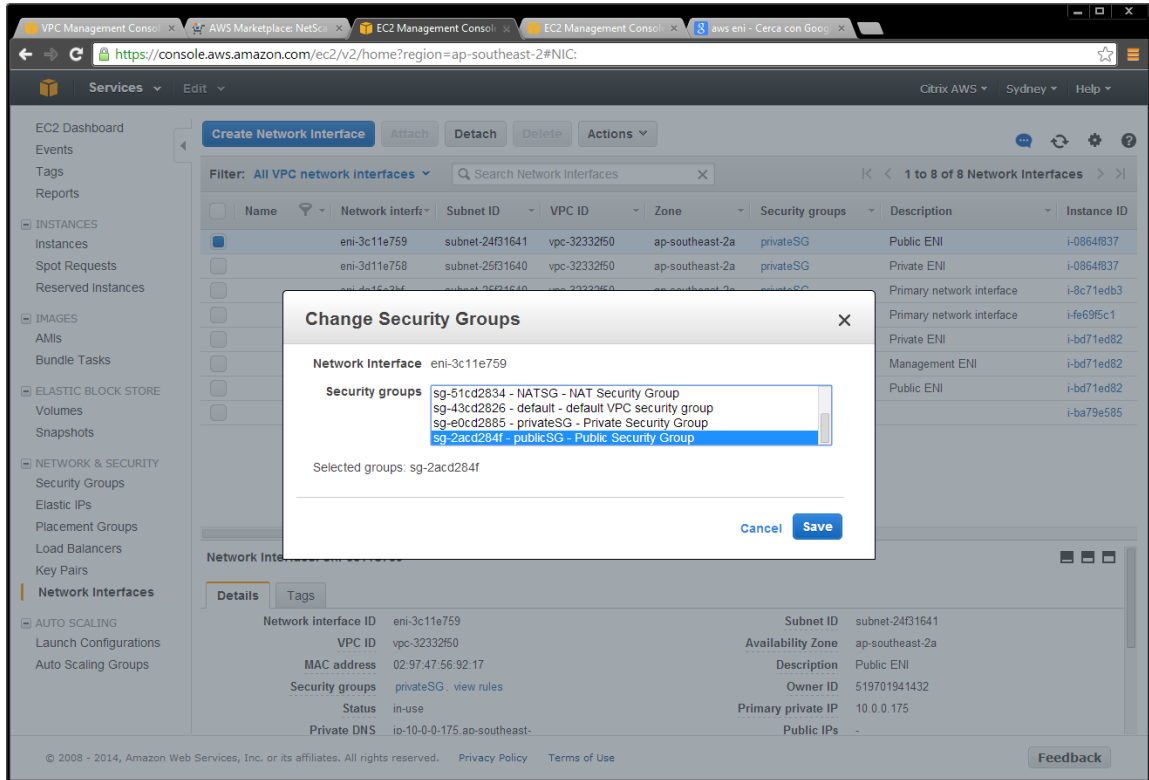 VPC Management Consol
AWS Marketplace: NetSca
EC2 Management Consol
EC2 Management Consol
aws eni - Cerca con Goog
https://console.aws.amazon.com/ec2/v2/home?region=ap-southeast-2#NIC:
Services Edit Citrix AWS Sydney Help
EC2 Dashboard
Events
Tags
Reports
INSTANCES
Instances
Spot Requests
Reserved Instances
IMAGES
AMIs
Bundle Tasks
ELASTIC BLOCK STORE
Volumes
Snapshots
NETWORK & SECURITY
Security Groups
Elastic IPs
Placement Groups
Load Balancers
Key Pairs
Network Interfaces
AUTO SCALING
Launch Configurations
Auto Scaling Groups
Create Network Interface Attach Detach Delete Actions
Filter: All VPC network interfaces Search Network Interfaces 1 to 8 of 8 Network Interfaces
Name Network interfa Subnet ID VPC ID Zone Security groups Description Instance ID
eni-3c11e759 subnet-24f31641 vpc-32332f50 ap-southeast-2a privateSG Public ENI i-0864f837
eni-3d11e758 subnet-25f31640 vpc-32332f50 ap-southeast-2a privateSG Private ENI i-0864f837
Primary network interface i-8c71edb3
Primary network interface i-fe69f5c1
Private ENI i-bd71ed82
Management ENI i-bd71ed82
Public ENI i-bd71ed82
i-ba79e585
Change Security Groups
Network Interface eni-3c11e759
Security groups
sg-51cd2834 - NATSG - NAT Security Group
sg-43cd2826 - default - default VPC security group
sg-e0cd2885 - privateSG - Private Security Group
sg-2acd284f - publicSG - Public Security Group
Selected groups: sg-2acd284f
Cancel Save
Network Inte
Details Tags
Network interface ID eni-3c11e759 Subnet ID subnet-24f31641
VPC ID vpc-32332f50 Availability Zone ap-southeast-2a
MAC address 02:97:47:56:92:17 Description Public ENI
Security groups privateSG. view rules Owner ID 519701941432
Status in-use Primary private IP 10.0.0.175
Private DNS ip-10-0-0-175.ap-southeast- Public IPs -
© 2008 - 2014, Amazon Web Services, Inc. or its affiliates. All rights reserved. Privacy Policy Terms of Use Feedback